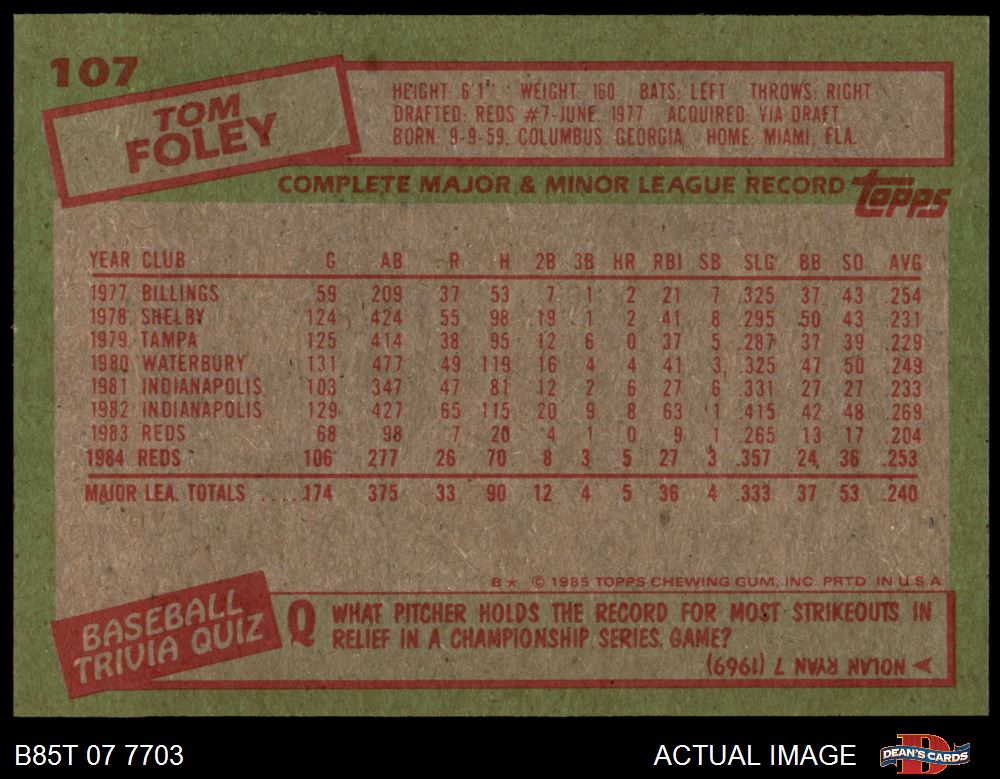 107
TOM
FOLEY
HEIGHT: 6'1" WEIGHT: 160 BATS: LEFT THROWS: RIGHT
DRAFTED: REDS #7-JUNE, 1977 ACQUIRED: VIA DRAFT
BORN: 9-9-59, COLUMBUS, GEORGIA HOME: MIAMI, FLA.
COMPLETE MAJOR & MINOR LEAGUE RECORD Topps
YEAR CLUB G AB R H 2B 3B HR RBI SB SLG BB SO AVG
1977 BILLINGS 59 209 37 53 7 1 2 21 7 .325 37 43 .254
1978 SHELBY 124 424 55 98 19 1 2 41 8 .295 50 43 .231
1979 TAMPA 125 414 38 95 12 6 0 37 5 .287 37 39 .229
1980 WATERBURY 131 477 49 119 16 4 4 41 3 .325 47 50 .249
1981 INDIANAPOLIS 103 347 47 81 12 2 6 27 6 .331 27 27 .233
1982 INDIANAPOLIS 129 427 65 115 20 9 8 63 1 .415 42 48 .269
1983 REDS 68 98 7 20 4 1 0 9 1 .265 13 17 .204
1984 REDS 106 277 26 70 8 3 5 27 3 .357 24 36 .253
MAJOR LEA. TOTALS ..... 174 375 33 90 12 4 5 36 4 .333 37 53 .240
B* © 1985 TOPPS CHEWING GUM, INC. PRTD. IN U.S.A.
BASEBALL
TRIVIA QUIZ
Q WHAT PITCHER HOLDS THE RECORD FOR MOST STRIKEOUTS IN
RELIEF IN A CHAMPIONSHIP SERIES GAME?
NOLAN RYAN 7 (1969)
B85T 07 7703
ACTUAL IMAGE
DEAN'S CARDS